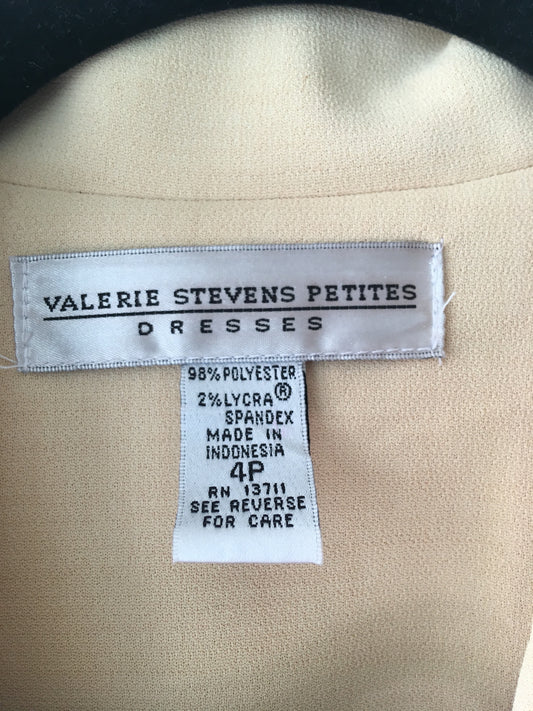 VALERIE STEVENS PETITES
DRESSES
98% POLYESTER
2% LYCRA®
SPANDEX
MADE IN
INDONESIA
4P
RN 13711
SEE REVERSE
FOR CARE